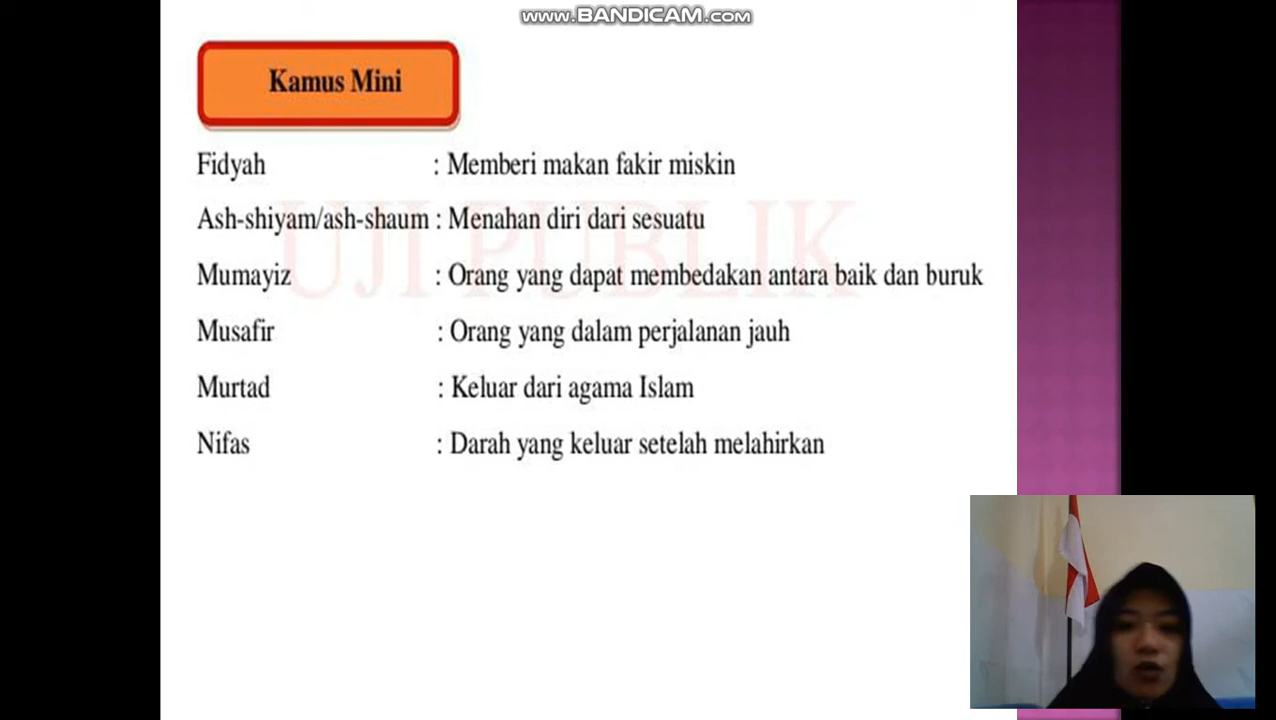 www.BANDICAM.com
Kamus Mini
Fidyah : Memberi makan fakir miskin
Ash-shiyam/ash-shaum : Menahan diri dari sesuatu
UJI PUBLIK
Mumayiz : Orang yang dapat membedakan antara baik dan buruk
Musafir : Orang yang dalam perjalanan jauh
Murtad : Keluar dari agama Islam
Nifas : Darah yang keluar setelah melahirkan